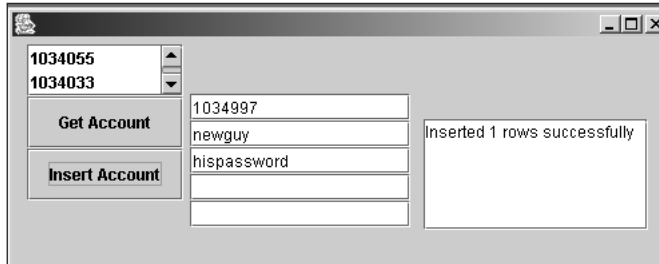 1034055
1034033
Get Account
Insert Account
1034997
newguy
hispassword
Inserted 1 rows successfully